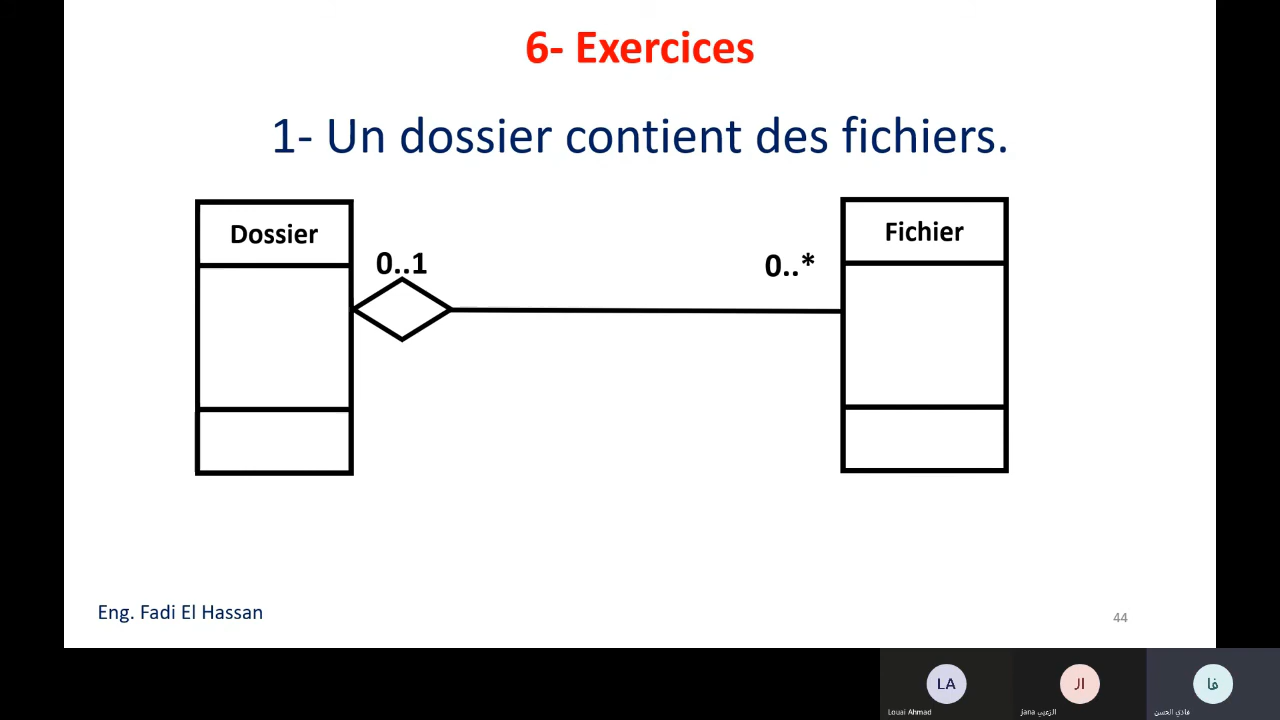 6- Exercices
1- Un dossier contient des fichiers.
Dossier
Fichier
0..1
0..*
Eng. Fadi El Hassan
44
LA
الـ
فا
Louai Ahmad
jana الزعبي
فادي الحسن